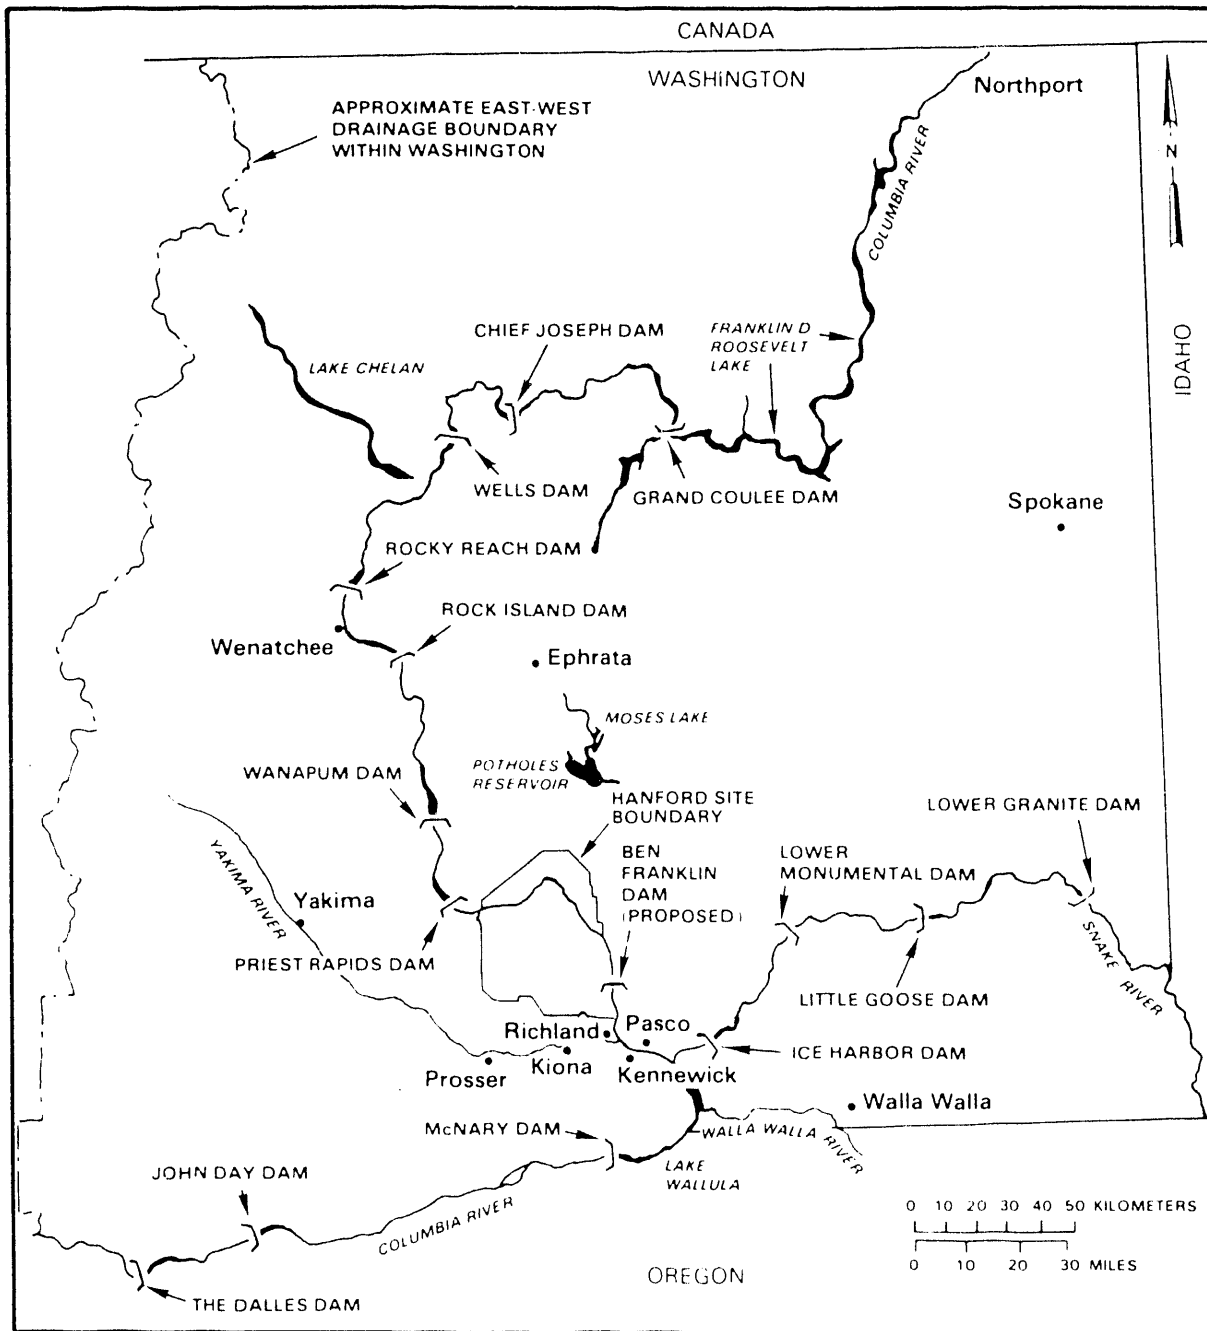 CANADA
WASHINGTON
Northport
APPROXIMATE EAST-WEST
DRAINAGE BOUNDARY
WITHIN WASHINGTON
N
COLUMBIA RIVER
IDAHO
CHIEF JOSEPH DAM
FRANKLIN D
ROOSEVELT
LAKE
LAKE CHELAN
WELLS DAM
GRAND COULEE DAM
Spokane
ROCKY REACH DAM
ROCK ISLAND DAM
Wenatchee
Ephrata
MOSES LAKE
POTHOLES
RESERVOIR
WANAPUM DAM
HANFORD SITE
BOUNDARY
LOWER GRANITE DAM
YAKIMA RIVER
BEN
FRANKLIN
DAM
(PROPOSED)
LOWER
MONUMENTAL DAM
Yakima
PRIEST RAPIDS DAM
SNAKE RIVER
LITTLE GOOSE DAM
Richland
Pasco
ICE HARBOR DAM
Prosser
Kiona
Kennewick
Walla Walla
McNARY DAM
WALLA WALLA RIVER
LAKE
WALLULA
JOHN DAY DAM
COLUMBIA RIVER
0 10 20 30 40 50 KILOMETERS
0 10 20 30 MILES
OREGON
THE DALLES DAM